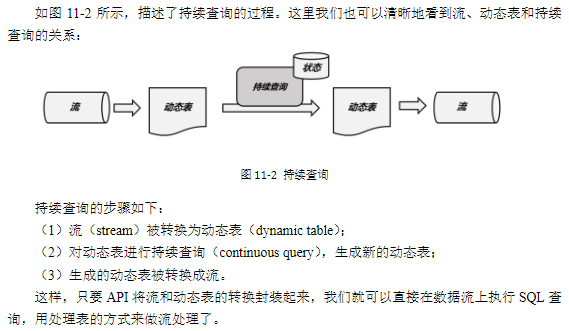 如图 11-2 所示，描述了持续查询的过程。这里我们也可以清晰地看到流、动态表和持续
查询的关系：
状态
持续查询
流
动态表
动态表
流
图 11-2 持续查询
持续查询的步骤如下：
（1）流（stream）被转换为动态表（dynamic table）；
（2）对动态表进行持续查询（continuous query），生成新的动态表；
（3）生成的动态表被转换成流。
这样，只要 API 将流和动态表的转换封装起来，我们就可以直接在数据流上执行 SQL 查
询，用处理表的方式来做流处理了。